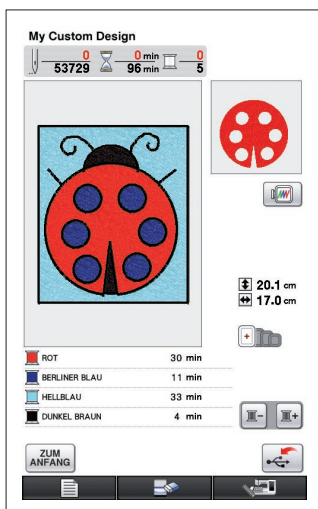 My Custom Design
0 0 min 0
53729 96 min 5
20.1 cm
17.0 cm
ROT 30 min
BERLINER BLAU 11 min
HELLBLAU 33 min
DUNKEL BRAUN 4 min
ZUM
ANFANG